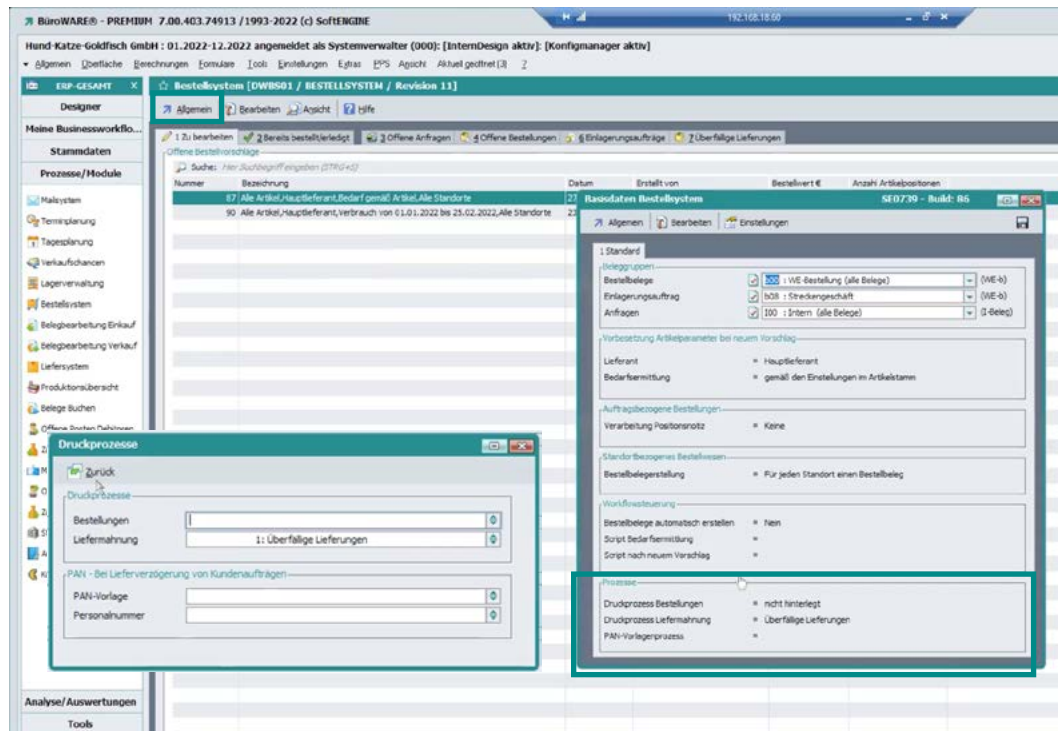 BüroWARE® - PREMIUM 7.00.403.74913 /1993-2022 (c) SoftENGINE
192.168.18.60
Hund-Katze-Goldfisch GmbH : 01.2022-12.2022 angemeldet als Systemverwalter (000): [InternDesign aktiv]: [Konfigmanager aktiv]
Allgemein Oberfläche Berechnungen Formulare Tools Einstellungen Extras PPS Ansicht Aktuell geöffnet [3] ?
ERP-GESAMT X
Bestellsystem [DWBS01 / BESTELLSYSTEM / Revision 11]
Designer
Meine Businessworkflo...
Stammdaten
Prozesse/Module
Mailsystem
Terminplanung
Tagesplanung
Verkaufschancen
Lagerverwaltung
Bestellsystem
Belegbearbeitung Einkauf
Belegbearbeitung Verkauf
Liefersystem
Produktionsübersicht
Belege Buchen
Offene Posten Debitoren
Analyse/Auswertungen
Tools
Allgemein Bearbeiten Ansicht Hilfe
1 Zu bearbeiten 2 Bereits bestellt/erledigt 3 Offene Anfragen 4 Offene Bestellungen 6 Einlagerungsaufträge 7 Überfällige Lieferungen
Offene Bestellvorschläge
Suche: Hier Suchbegriff eingeben (STRG+S)
Nummer Bezeichnung Datum Erstellt von Bestellwert € Anzahl Artikelpositionen
87 Alle Artikel,Hauptlieferant,Bedarf gemäß Artikel,Alle Standorte
90 Alle Artikel,Hauptlieferant,Verbrauch von 01.01.2022 bis 25.02.2022,Alle Standorte
Basisdaten Bestellsystem SE0739 - Build: 86
Allgemein Bearbeiten Einstellungen
1 Standard
Beleggruppen
Bestellbelege b00 : WE-Bestellung (alle Belege) (WE-b)
Einlagerungsauftrag b08 : Streckengeschäft (WE-b)
Anfragen I00 : Intern (alle Belege) (I-Beleg)
Vorbesetzung Artikelparameter bei neuem Vorschlag
Lieferant = Hauptlieferant
Bedarfsermittlung = gemäß den Einstellungen im Artikelstamm
Auftragsbezogene Bestellungen
Verarbeitung Positionsnotiz = Keine
Standortbezogenes Bestellwesen
Bestellbelegerstellung = Für jeden Standort einen Bestellbeleg
Workflowsteuerung
Bestellbelege automatisch erstellen = Nein
Script Bedarfsermittlung =
Script nach neuem Vorschlag =
Prozesse
Druckprozess Bestellungen = nicht hinterlegt
Druckprozess Liefermahnung = Überfällige Lieferungen
PAN-Vorlagenprozess =
Druckprozesse
Zurück
Druckprozesse
Bestellungen
Liefermahnung 1: Überfällige Lieferungen
PAN - Bei Lieferverzögerung von Kundenaufträgen
PAN-Vorlage
Personalnummer